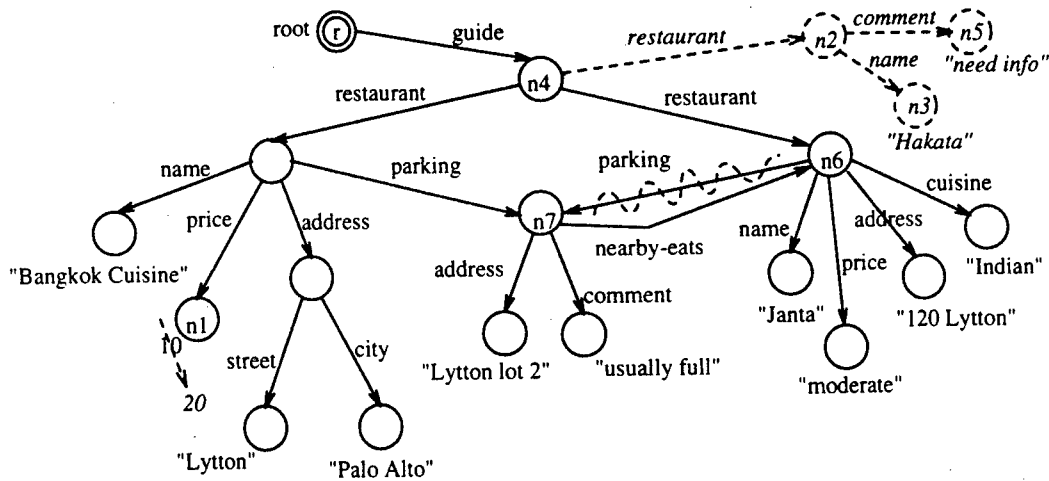 root
r
guide
n4
restaurant
n2
comment
n5
"need info"
name
n3
"Hakata"
restaurant
restaurant
name
"Bangkok Cuisine"
price
n1
10
20
address
street
"Lytton"
city
"Palo Alto"
parking
n7
parking
nearby-eats
address
"Lytton lot 2"
comment
"usually full"
n6
name
"Janta"
price
"moderate"
address
"120 Lytton"
cuisine
"Indian"